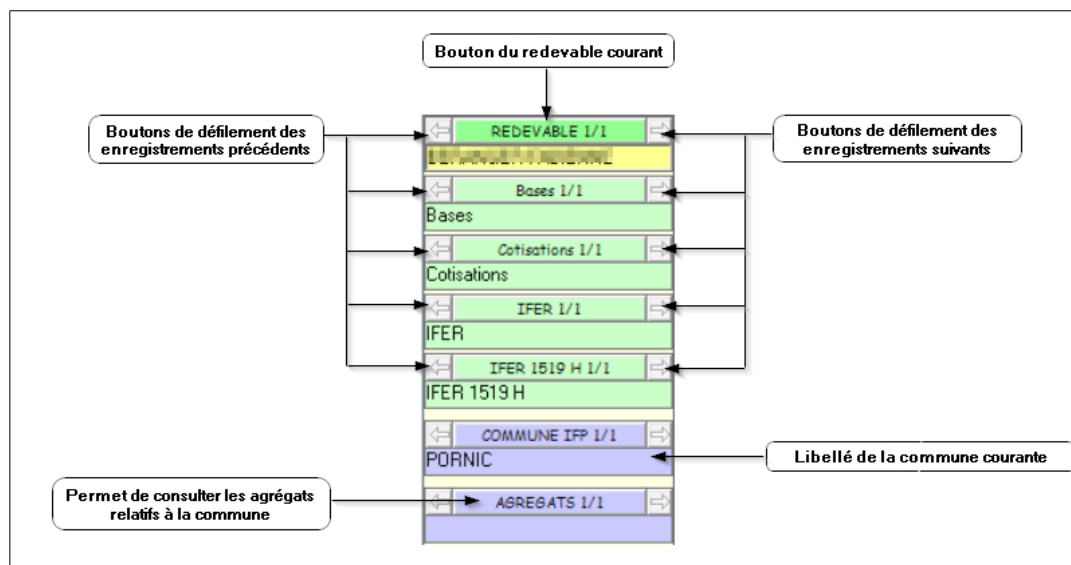 Bouton du redevable courant
Boutons de défilement des
enregistrements précédents
REDEVABLE 1/1
Boutons de défilement des
enregistrements suivants
Bases 1/1
Bases
Cotisations 1/1
Cotisations
IFER 1/1
IFER
IFER 1519 H 1/1
IFER 1519 H
COMMUNE IFP 1/1
PORNIC
Libellé de la commune courante
Permet de consulter les agrégats
relatifs à la commune
AGREGATS 1/1